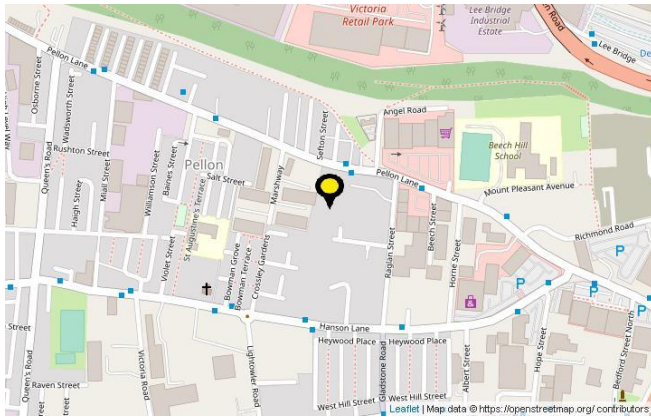 Victoria
Retail Park
Lee Bridge
Industrial
Estate
Lee Bridge
Pellon Lane
Osborne Street
Wadsworth Street
Queen's Road
Rushton Street
Haigh Street
Miall Street
Williamson Street
Baines Street
Pellon
Salt Street
St Augustine's Terrace
Violet Street
Marshway
Sefton Street
Angel Road
Beech Hill
School
Pellon Lane
Mount Pleasant Avenue
Richmond Road
Bowman Grove
Bowman Terrace
Crossley Gardens
Raglan Street
Beech Street
Horne Street
P
P
P
P
Hanson Lane
Heywood Place
Heywood Place
Queen's Road
Raven Street
Victoria Road
Lightowler Road
Gladstone Road
West Hill Street
West Hill Street
Albert Street
Hope Street
Bedford Street North
Leaflet | Map data © https://openstreetmap.org/ contributors